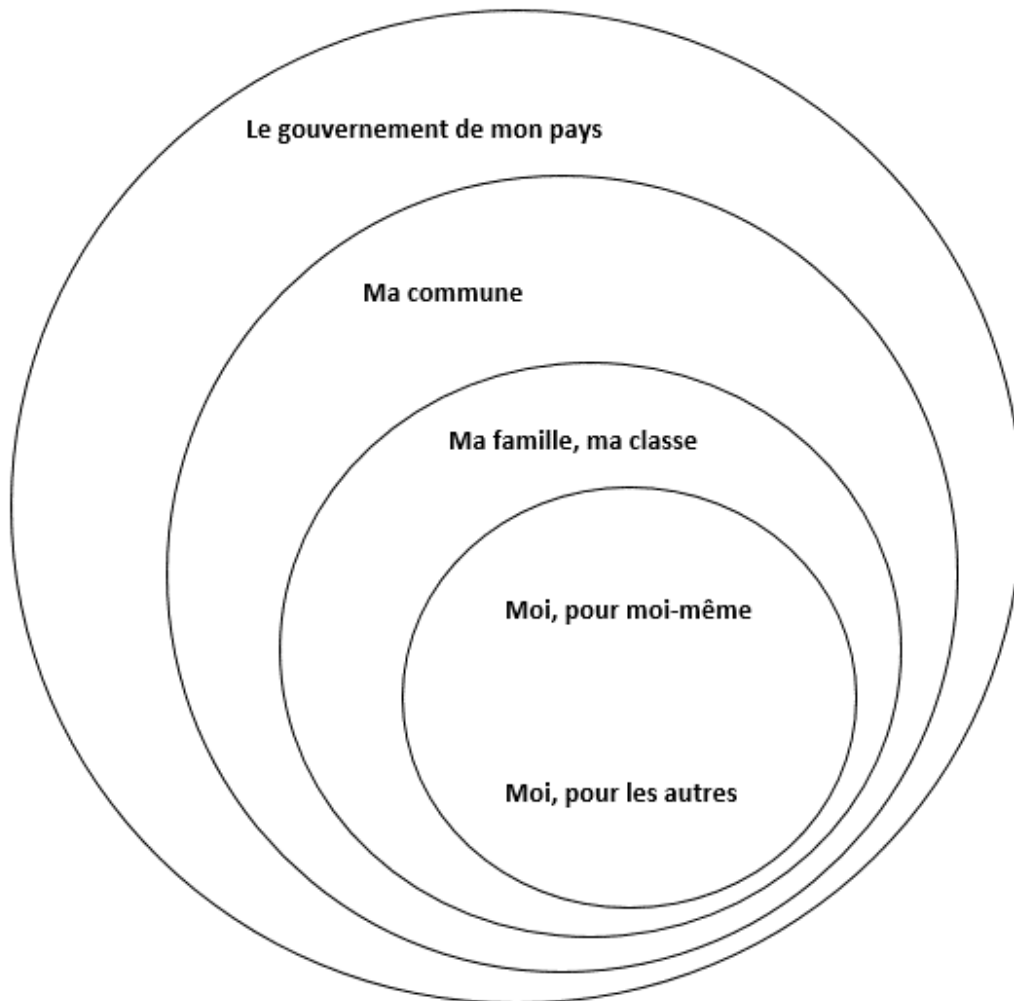 Le gouvernement de mon pays
Ma commune
Ma famille, ma classe
Moi, pour moi-même
Moi, pour les autres